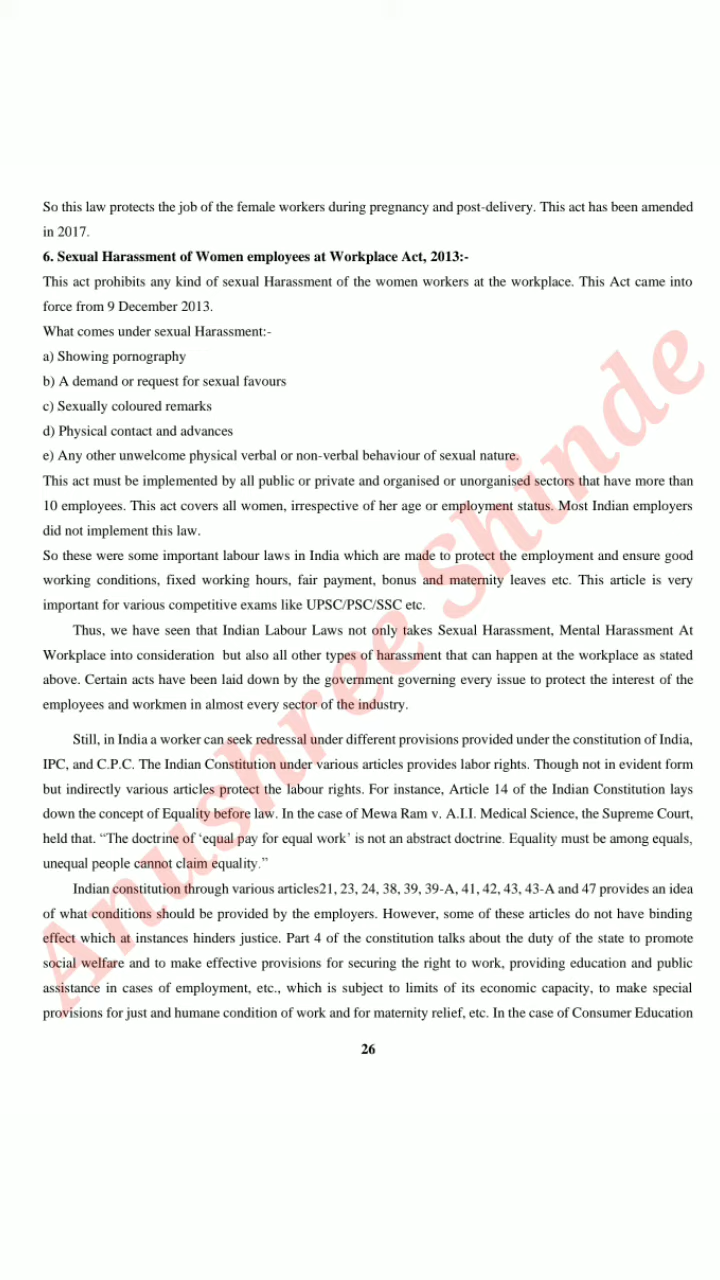 So this law protects the job of the female workers during pregnancy and post-delivery. This act has been amended
in 2017.
6. Sexual Harassment of Women employees at Workplace Act, 2013:-
This act prohibits any kind of sexual Harassment of the women workers at the workplace. This Act came into
force from 9 December 2013.
What comes under sexual Harassment:-
a) Showing pornography
b) A demand or request for sexual favours
c) Sexually coloured remarks
d) Physical contact and advances
e) Any other unwelcome physical verbal or non-verbal behaviour of sexual nature.
This act must be implemented by all public or private and organised or unorganised sectors that have more than
10 employees. This act covers all women, irrespective of her age or employment status. Most Indian employers
did not implement this law.
So these were some important labour laws in India which are made to protect the employment and ensure good
working conditions, fixed working hours, fair payment, bonus and maternity leaves etc. This article is very
important for various competitive exams like UPSC/PSC/SSC etc.
Thus, we have seen that Indian Labour Laws not only takes Sexual Harassment, Mental Harassment At
Workplace into consideration but also all other types of harassment that can happen at the workplace as stated
above. Certain acts have been laid down by the government governing every issue to protect the interest of the
employees and workmen in almost every sector of the industry.
Still, in India a worker can seek redressal under different provisions provided under the constitution of India,
IPC, and C.P.C. The Indian Constitution under various articles provides labor rights. Though not in evident form
but indirectly various articles protect the labour rights. For instance, Article 14 of the Indian Constitution lays
down the concept of Equality before law. In the case of Mewa Ram v. A.I.I. Medical Science, the Supreme Court,
held that. “The doctrine of ‘equal pay for equal work’ is not an abstract doctrine. Equality must be among equals,
unequal people cannot claim equality.”
Indian constitution through various articles21, 23, 24, 38, 39, 39-A, 41, 42, 43, 43-A and 47 provides an idea
of what conditions should be provided by the employers. However, some of these articles do not have binding
effect which at instances hinders justice. Part 4 of the constitution talks about the duty of the state to promote
social welfare and to make effective provisions for securing the right to work, providing education and public
assistance in cases of employment, etc., which is subject to limits of its economic capacity, to make special
provisions for just and humane condition of work and for maternity relief, etc. In the case of Consumer Education
26
Anushree Shinde